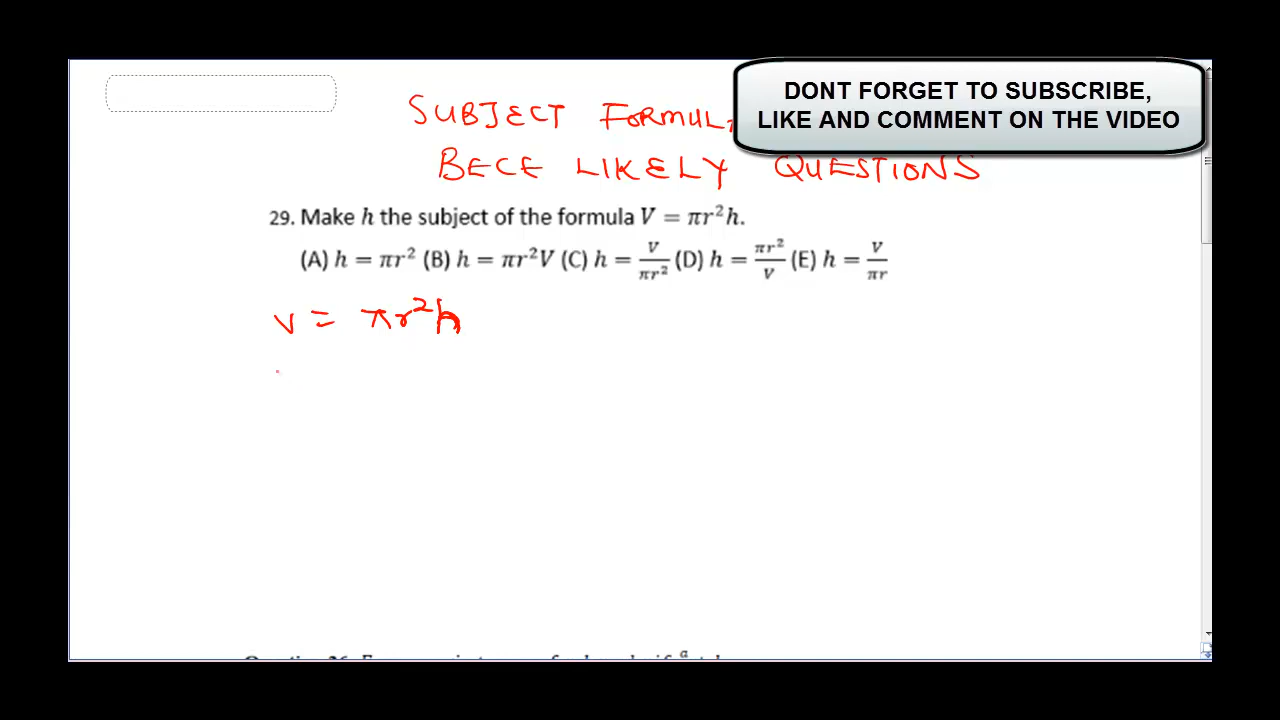 DONT FORGET TO SUBSCRIBE,
LIKE AND COMMENT ON THE VIDEO
SUBJECT
BECE LIKELY QUESTIONS
29. Make h the subject of the formula V = πr²h.
(A) h = πr² (B) h = πr²V (C) h = V/πr² (D) h = πr²/V (E) h = V/πr
v = πr²h